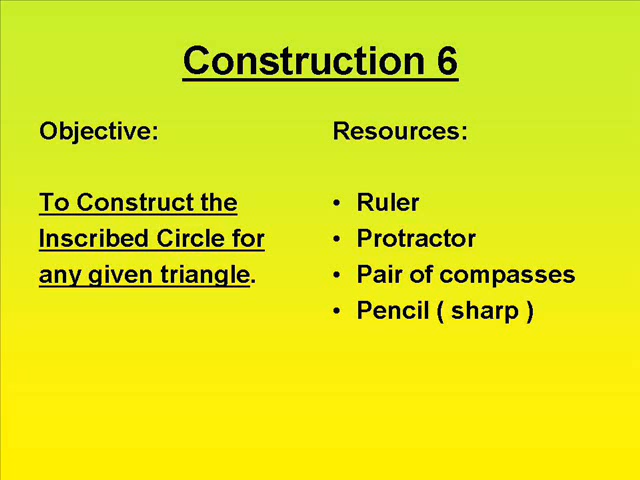 Construction 6
Objective:
To Construct the
Inscribed Circle for
any given triangle.
Resources:
• Ruler
• Protractor
• Pair of compasses
• Pencil ( sharp )